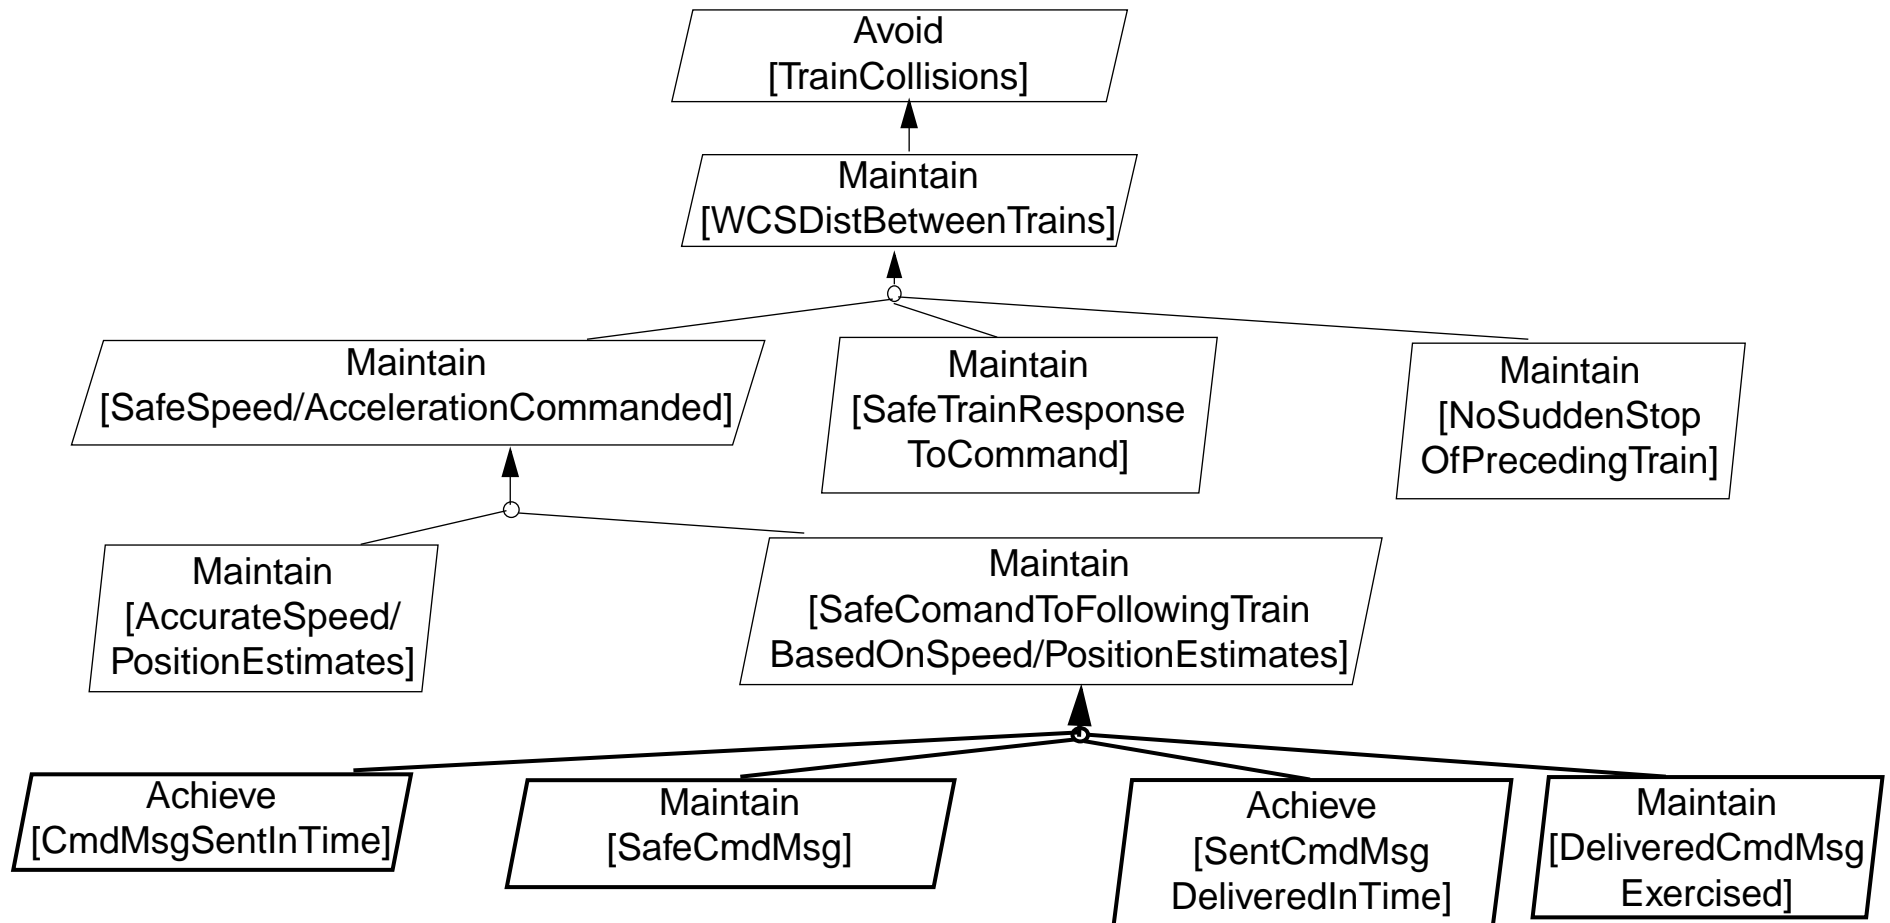 Avoid
[TrainCollisions]
Maintain
[WCSDistBetweenTrains]
Maintain
[SafeSpeed/AccelerationCommanded]
Maintain
[SafeTrainResponse
ToCommand]
Maintain
[NoSuddenStop
OfPrecedingTrain]
Maintain
[AccurateSpeed/
PositionEstimates]
Maintain
[SafeComandToFollowingTrain
BasedOnSpeed/PositionEstimates]
Achieve
[CmdMsgSentInTime]
Maintain
[SafeCmdMsg]
Achieve
[SentCmdMsg
DeliveredInTime]
Maintain
[DeliveredCmdMsg
Exercised]